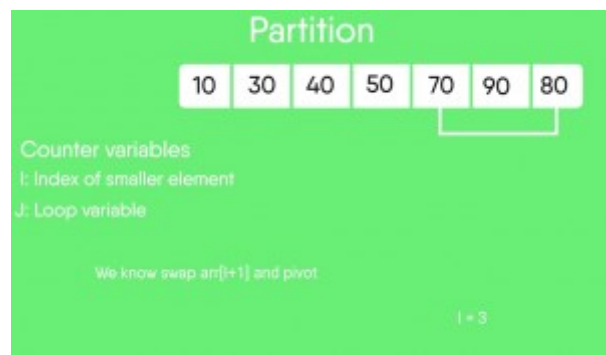 Partition
10 30 40 50 70 90 80
Counter variables
I: Index of smaller element
J: Loop variable
We know swap arr[I+1] and pivot
I = 3